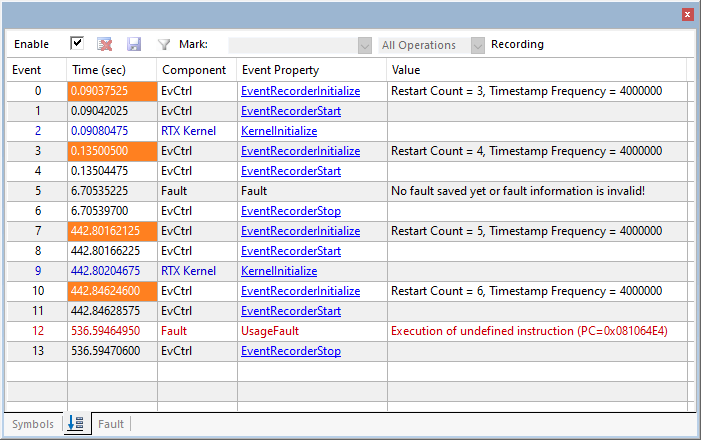 Enable Mark: All Operations Recording
Event Time (sec) Component Event Property Value
0 0.09037525 EvCtrl EventRecorderInitialize Restart Count = 3, Timestamp Frequency = 4000000
1 0.09042025 EvCtrl EventRecorderStart
2 0.09080475 RTX Kernel KernelInitialize
3 0.13500500 EvCtrl EventRecorderInitialize Restart Count = 4, Timestamp Frequency = 4000000
4 0.13504475 EvCtrl EventRecorderStart
5 6.70535225 Fault Fault No fault saved yet or fault information is invalid!
6 6.70539700 EvCtrl EventRecorderStop
7 442.80162125 EvCtrl EventRecorderInitialize Restart Count = 5, Timestamp Frequency = 4000000
8 442.80166225 EvCtrl EventRecorderStart
9 442.80204675 RTX Kernel KernelInitialize
10 442.84624600 EvCtrl EventRecorderInitialize Restart Count = 6, Timestamp Frequency = 4000000
11 442.84628575 EvCtrl EventRecorderStart
12 536.59464950 Fault UsageFault Execution of undefined instruction (PC=0x081064E4)
13 536.59470600 EvCtrl EventRecorderStop
Symbols Fault